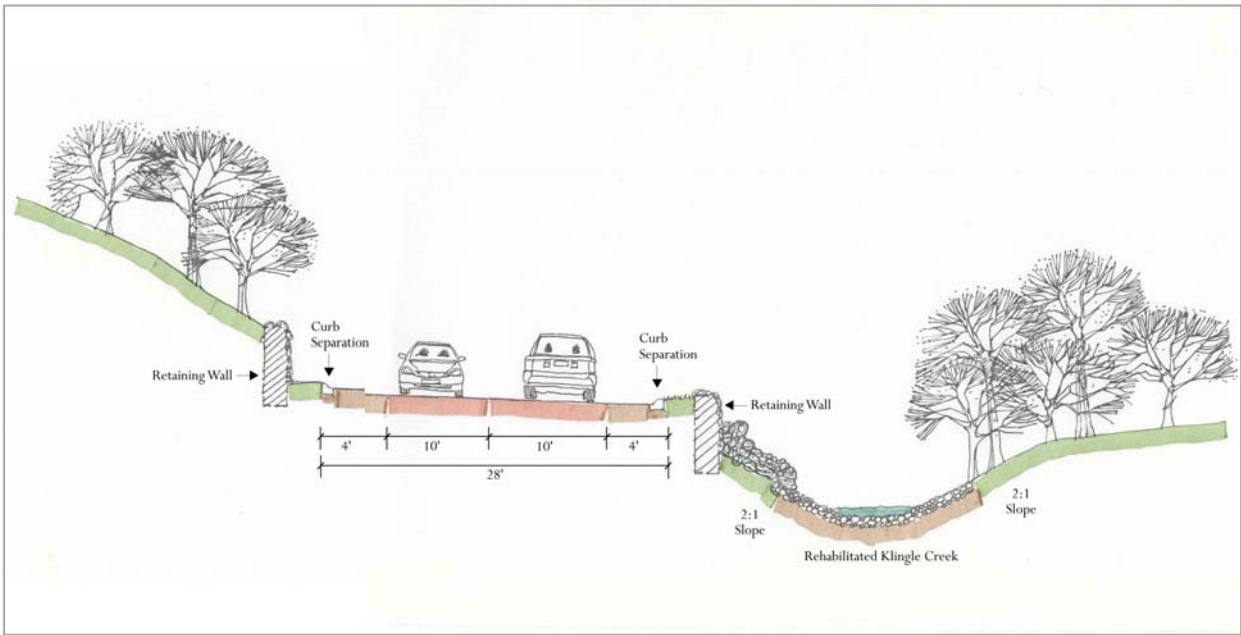 Curb
Separation
Curb
Separation
Retaining Wall
Retaining Wall
4'
10'
10'
4'
28'
2:1
Slope
2:1
Slope
Rehabilitated Klingle Creek